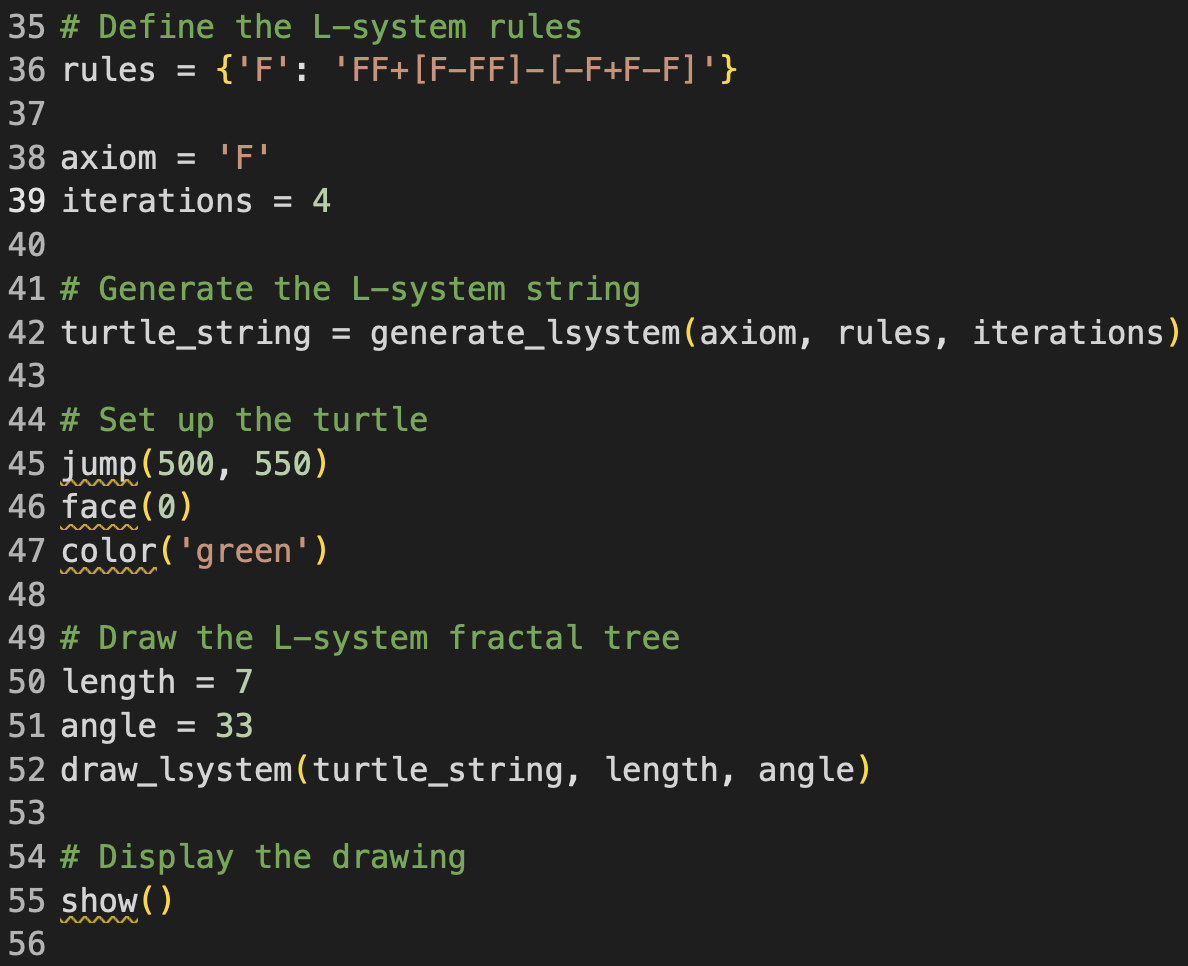 35 # Define the L-system rules
36 rules = {'F': 'FF+[F-FF]-[-F+F-F]'}
37
38 axiom = 'F'
39 iterations = 4
40
41 # Generate the L-system string
42 turtle_string = generate_lsystem(axiom, rules, iterations)
43
44 # Set up the turtle
45 jump(500, 550)
46 face(0)
47 color('green')
48
49 # Draw the L-system fractal tree
50 length = 7
51 angle = 33
52 draw_lsystem(turtle_string, length, angle)
53
54 # Display the drawing
55 show()
56